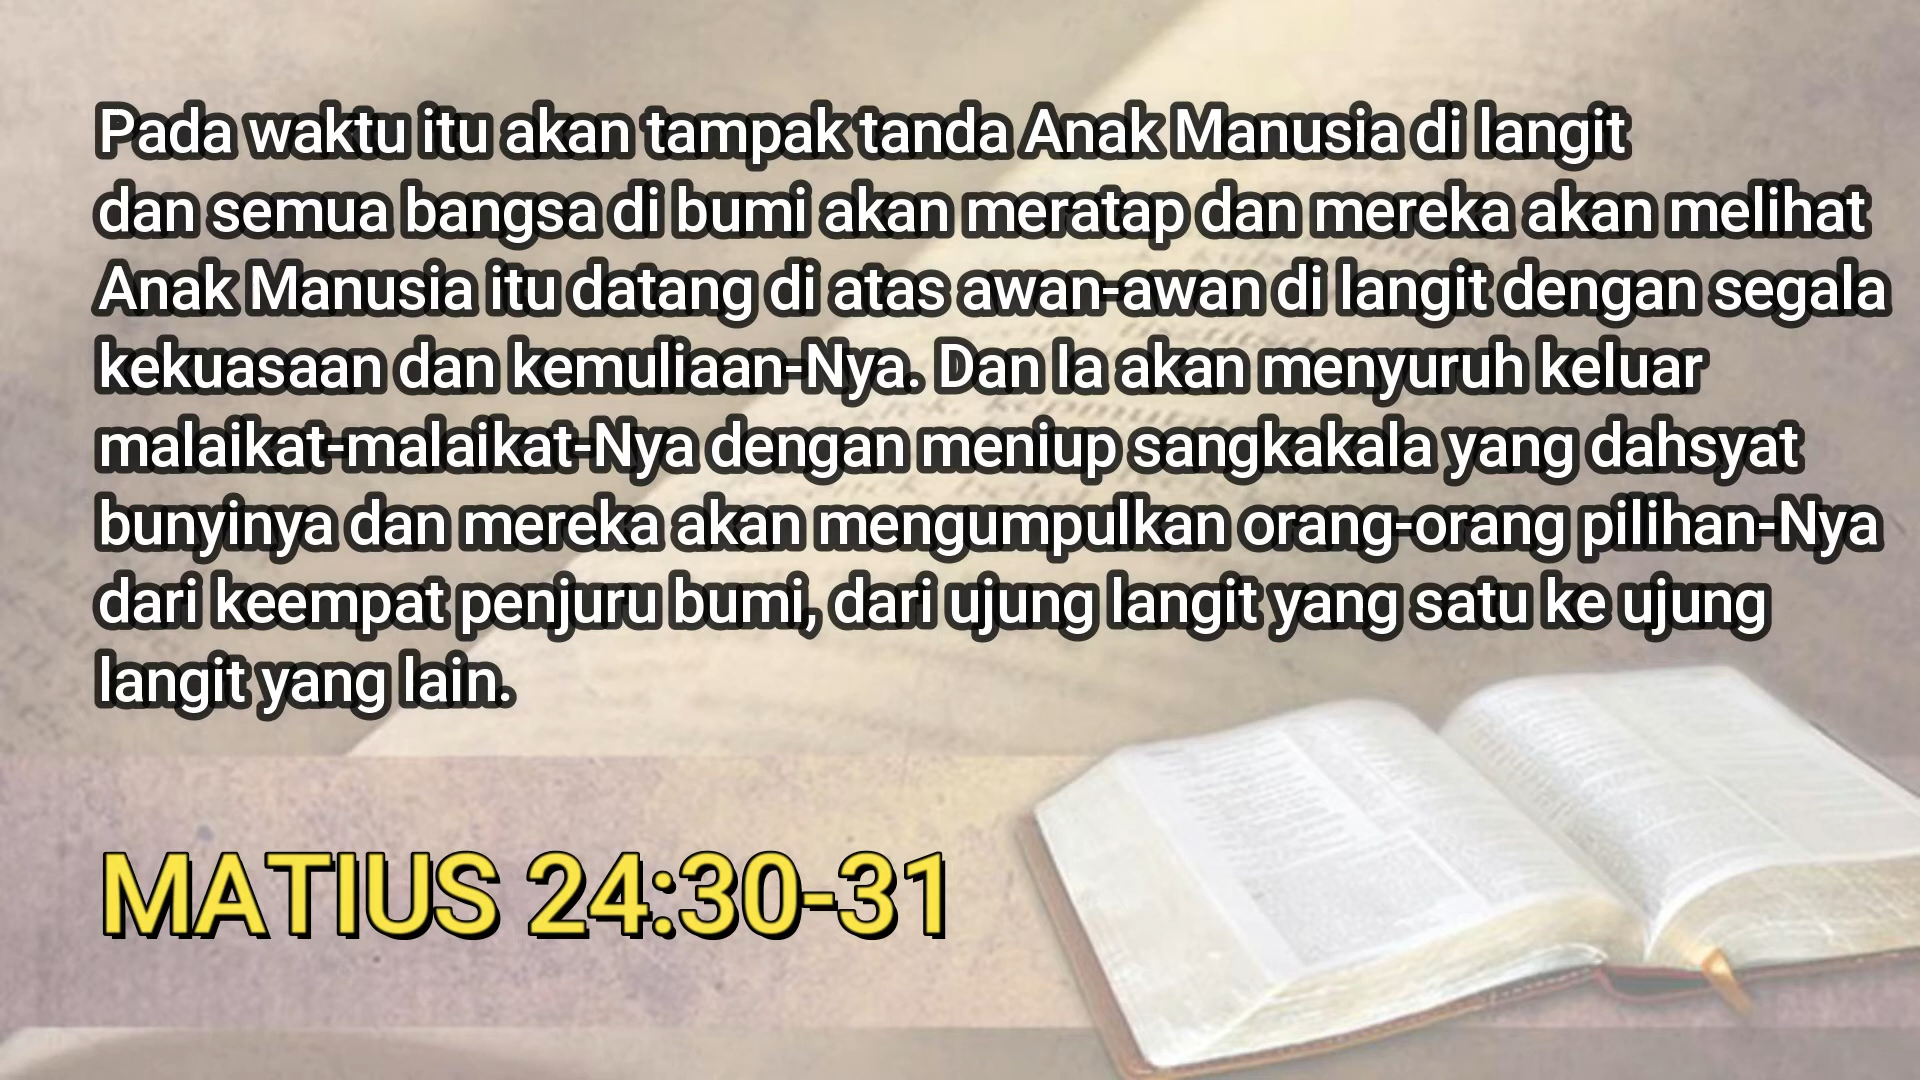 Pada waktu itu akan tampak tanda Anak Manusia di langit
dan semua bangsa di bumi akan meratap dan mereka akan melihat
Anak Manusia itu datang di atas awan-awan di langit dengan segala
kekuasaan dan kemuliaan-Nya. Dan Ia akan menyuruh keluar
malaikat-malaikat-Nya dengan meniup sangkakala yang dahsyat
bunyinya dan mereka akan mengumpulkan orang-orang pilihan-Nya
dari keempat penjuru bumi, dari ujung langit yang satu ke ujung
langit yang lain.
MATIUS 24:30-31